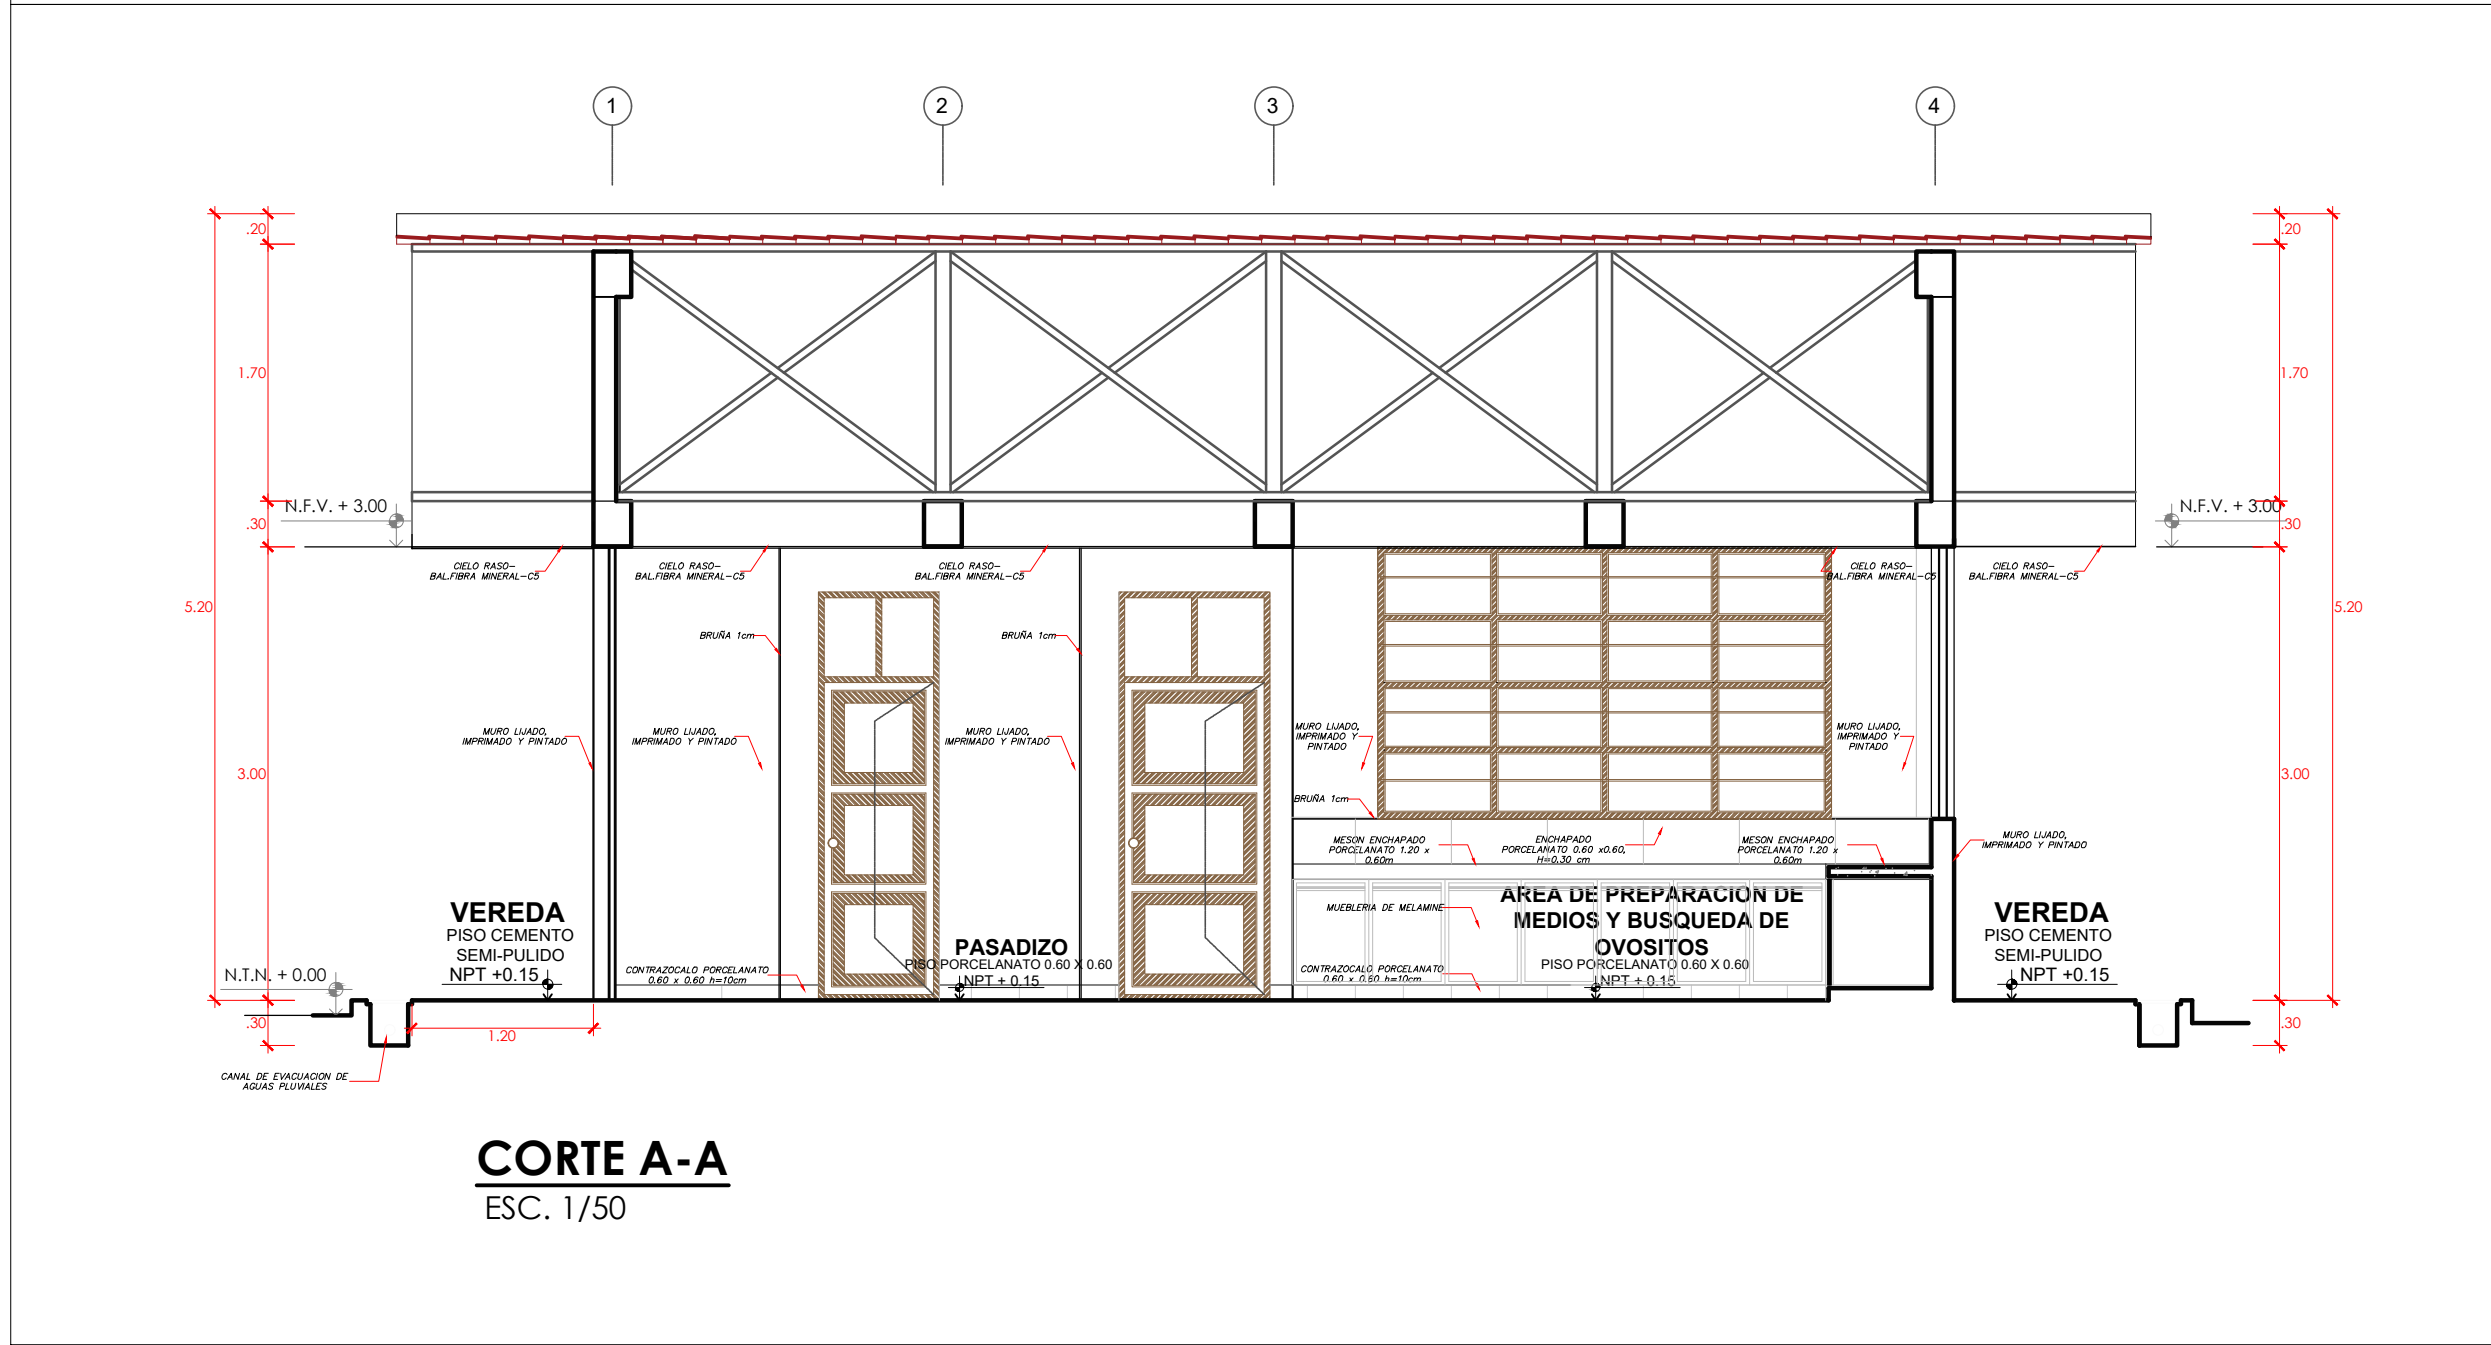 1
2
3
4
.20
.20
1.70
1.70
N.F.V. + 3.00
N.F.V. + 3.00
.30
.30
CIELO RASO-
BAL.FIBRA MINERAL-C5
CIELO RASO-
BAL.FIBRA MINERAL-C5
CIELO RASO-
BAL.FIBRA MINERAL-C5
CIELO RASO-
BAL.FIBRA MINERAL-C5
CIELO RASO-
BAL.FIBRA MINERAL-C5
5.20
5.20
BRUÑA 1cm
BRUÑA 1cm
MURO LIJADO,
IMPRIMADO Y PINTADO
MURO LIJADO,
IMPRIMADO Y PINTADO
MURO LIJADO,
IMPRIMADO Y PINTADO
MURO LIJADO,
IMPRIMADO Y
PINTADO
MURO LIJADO,
IMPRIMADO Y
PINTADO
3.00
3.00
BRUÑA 1cm
MESON ENCHAPADO
PORCELANATO 1.20 x
0.60m
ENCHAPADO
PORCELANATO 0.60 x0.60,
H=0.30 cm
MESON ENCHAPADO
PORCELANATO 1.20 x
0.60m
MURO LIJADO,
IMPRIMADO Y PINTADO
VEREDA
PISO CEMENTO
SEMI-PULIDO
NPT +0.15
MUEBLERIA DE MELAMINE
AREA DE PREPARACION DE
MEDIOS Y BUSQUEDA DE
OVOSITOS
PISO PORCELANATO 0.60 X 0.60
NPT + 0.15
VEREDA
PISO CEMENTO
SEMI-PULIDO
NPT +0.15
PASADIZO
PISO PORCELANATO 0.60 X 0.60
NPT + 0.15
N.T.N. + 0.00
CONTRAZOCALO PORCELANATO
0.60 x 0.60 h=10cm
CONTRAZOCALO PORCELANATO
0.60 x 0.60 h=10cm
.30
1.20
.30
CANAL DE EVACUACION DE
AGUAS PLUVIALES
CORTE A-A
ESC. 1/50